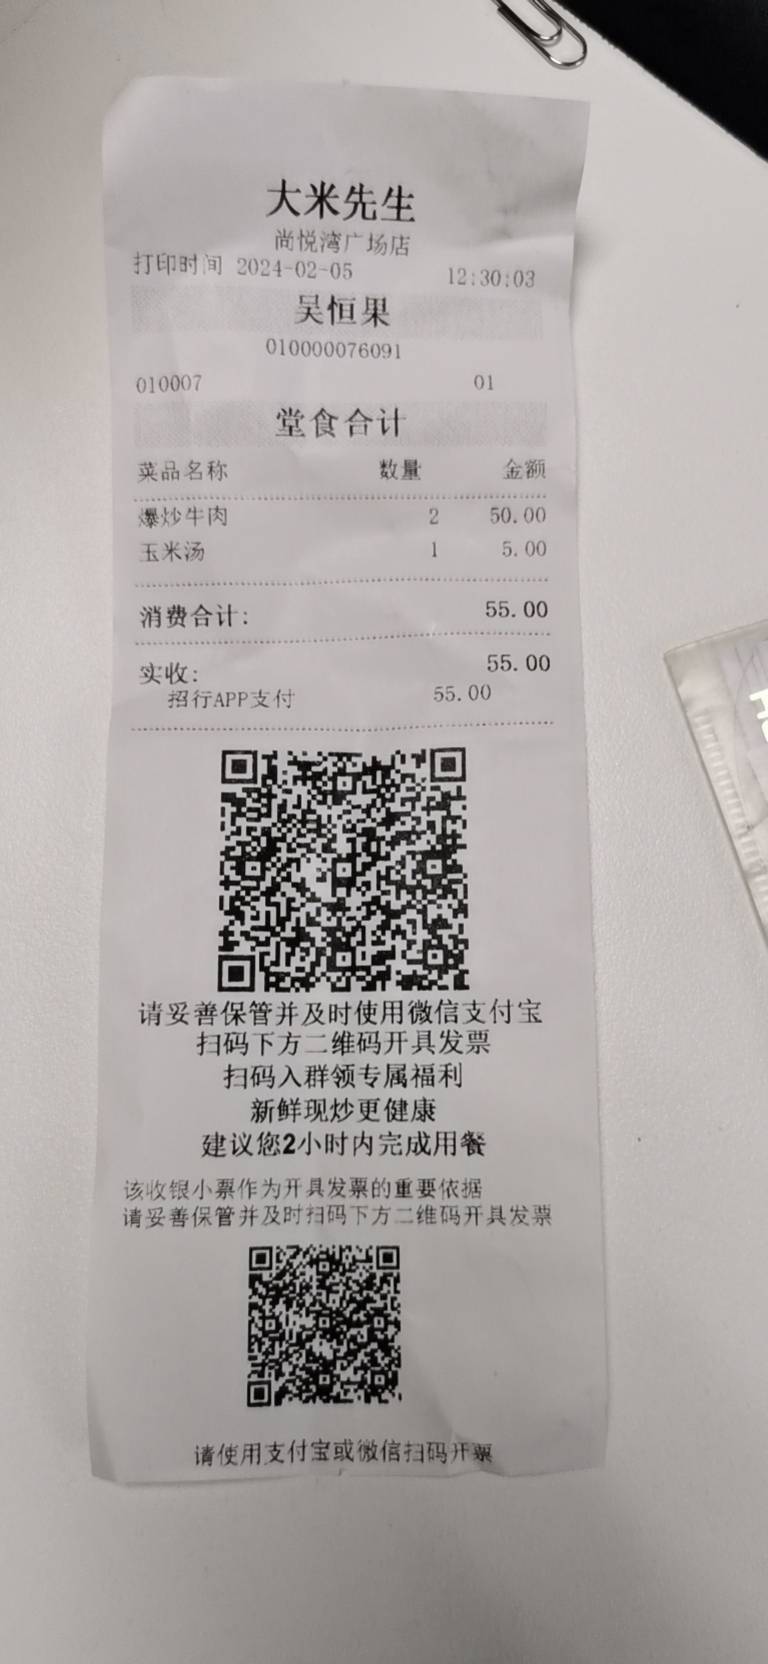 大米先生
尚悦湾广场店
打印时间 2024-02-05 12:30:03
吴恒果
010000076091
010007 01
堂食合计
菜品名称 数量 金额
爆炒牛肉 2 50.00
玉米汤 1 5.00
消费合计: 55.00
实收: 55.00
招行APP支付 55.00
请妥善保管并及时使用微信支付宝
扫码下方二维码开具发票
扫码入群领专属福利
新鲜现炒更健康
建议您2小时内完成用餐
该收银小票作为开具发票的重要依据
请妥善保管并及时扫码下方二维码开具发票
请使用支付宝或微信扫码开票